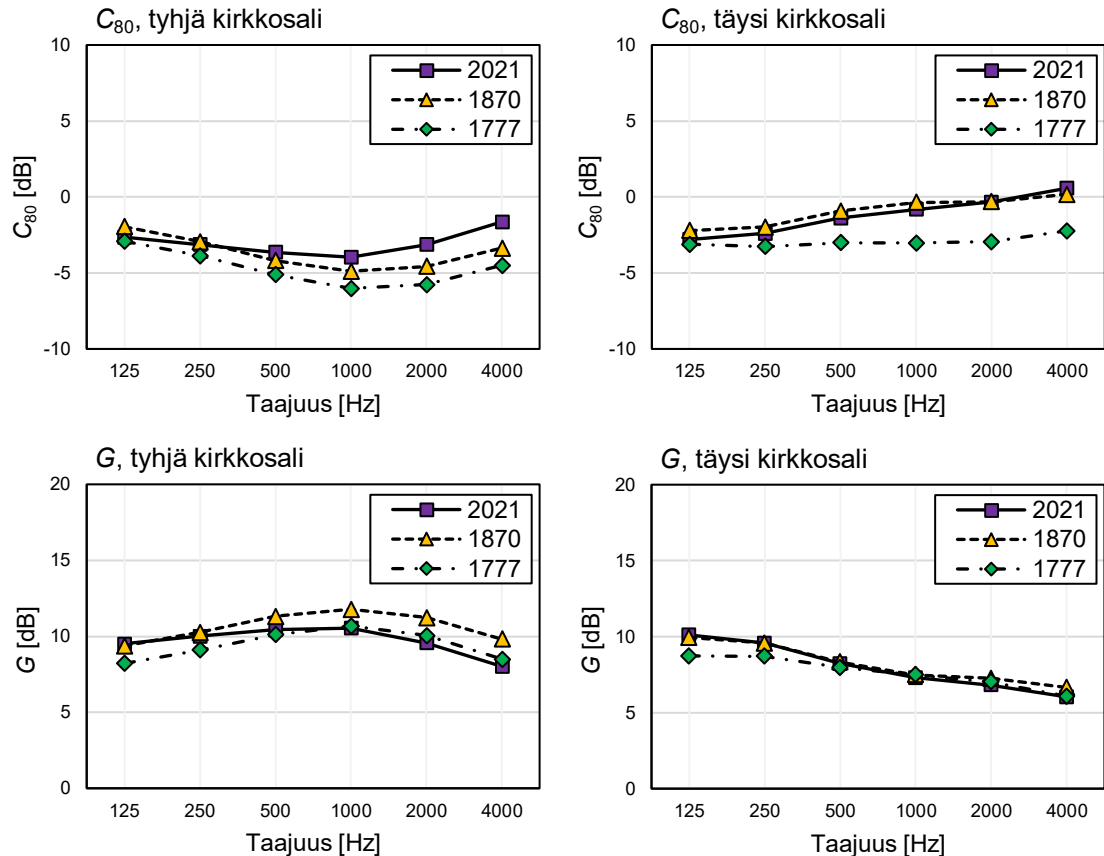 C80, tyhjä kirkkosali
10
5
0
-5
-10
C80 [dB]
2021
1870
1777
125 250 500 1000 2000 4000
Taajuus [Hz]
C80, täysi kirkkosali
10
5
0
-5
-10
C80 [dB]
2021
1870
1777
125 250 500 1000 2000 4000
Taajuus [Hz]
G, tyhjä kirkkosali
20
15
10
5
0
G [dB]
2021
1870
1777
125 250 500 1000 2000 4000
Taajuus [Hz]
G, täysi kirkkosali
20
15
10
5
0
G [dB]
2021
1870
1777
125 250 500 1000 2000 4000
Taajuus [Hz]